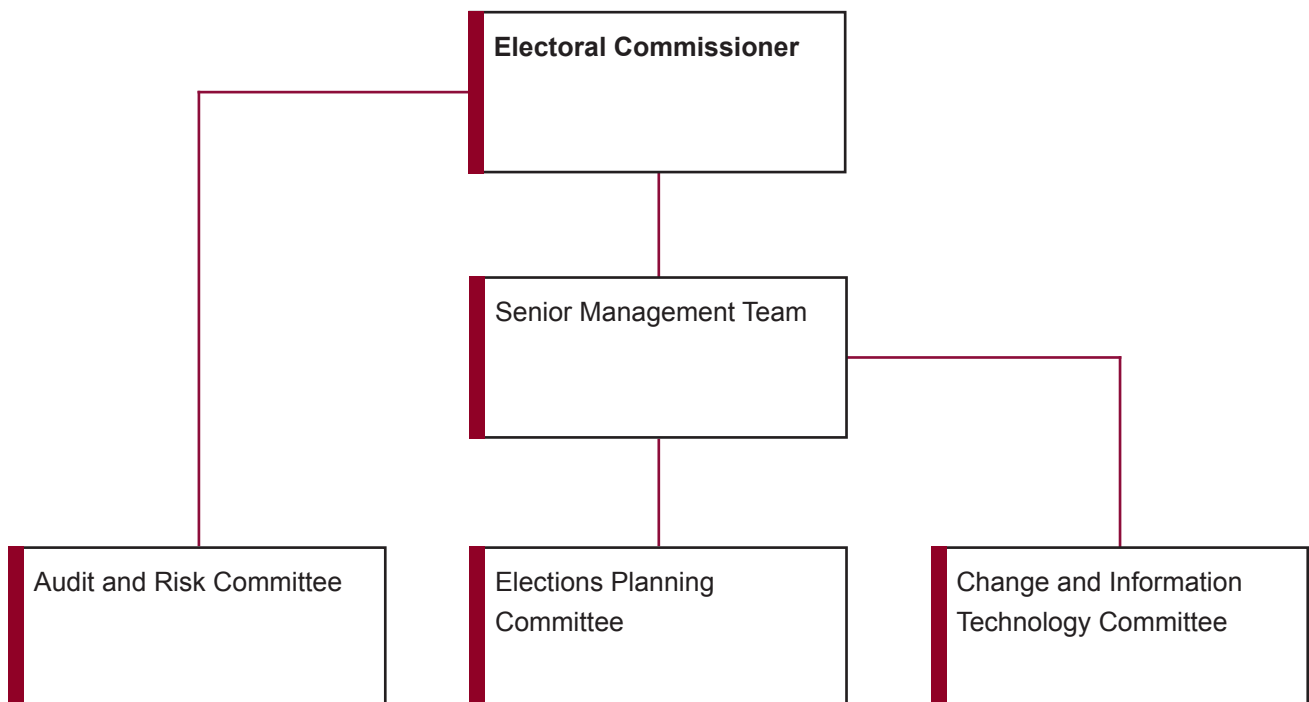 Electoral Commissioner
Senior Management Team
Audit and Risk Committee
Elections Planning
Committee
Change and Information
Technology Committee